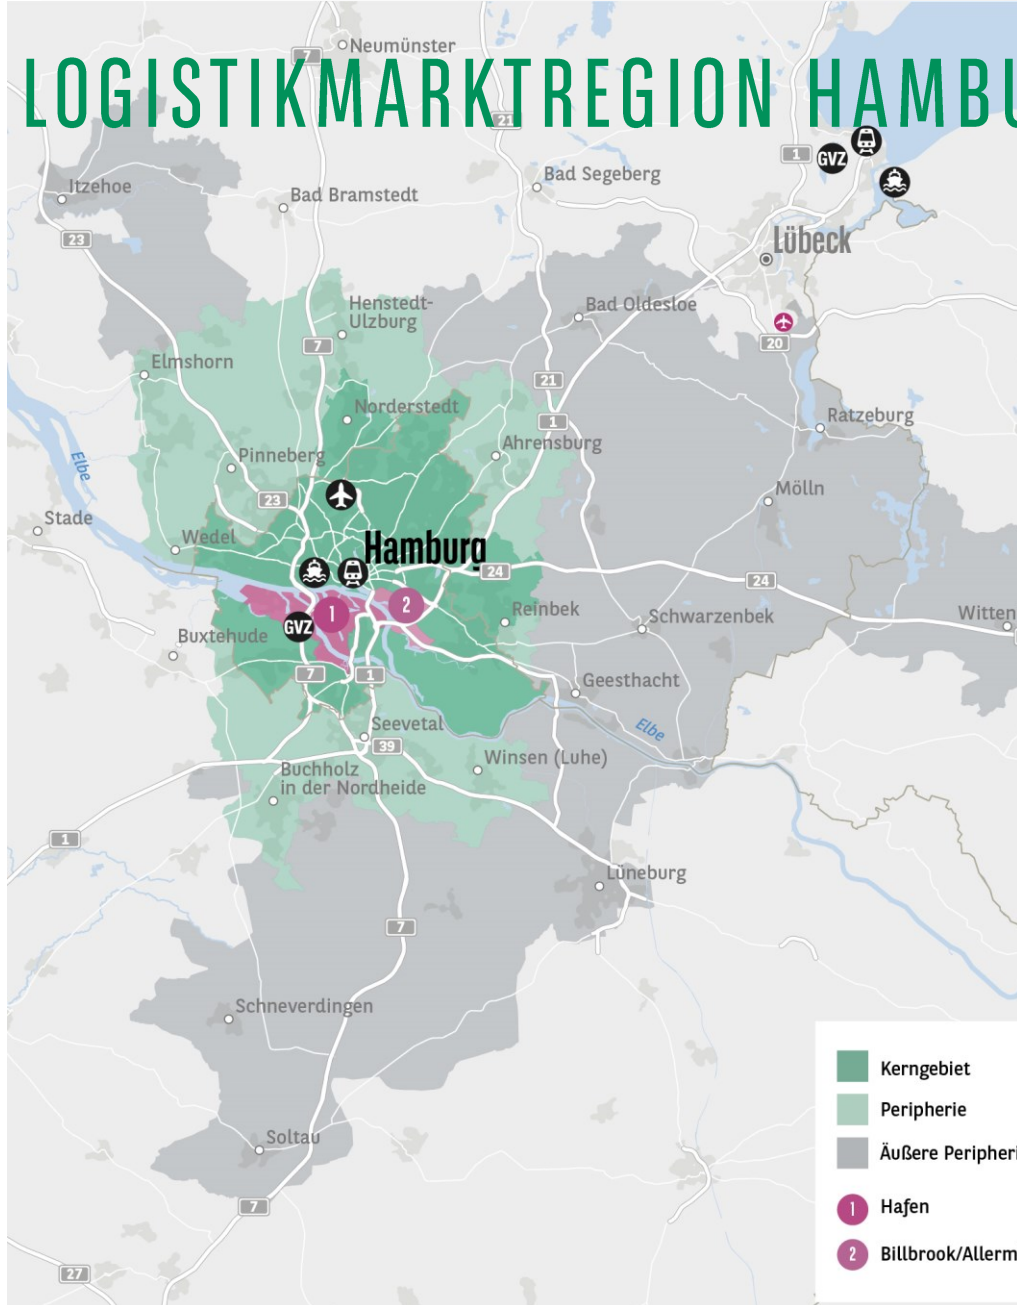 Neumünster
7
LOGISTIKMARKTREGION HAMBU
21
1
GVZ
Bad Segeberg
Itzehoe
Bad Bramstedt
23
Lübeck
Henstedt-
Ulzburg
Bad Oldesloe
7
20
Elmshorn
21
Norderstedt
1
Ratzeburg
Ahrensburg
Pinneberg
Elbe
Mölln
23
Stade
Wedel
Hamburg
24
24
1
2
Reinbek
Schwarzenbek
Witten
GVZ
Buxtehude
7
1
Geesthacht
Seevetal
Elbe
39
Winsen (Luhe)
Buchholz
in der Nordheide
1
Lüneburg
7
Schneverdingen
Soltau
7
27
Kerngebiet
Peripherie
Äußere Peripheri
1 Hafen
2 Billbrook/Allerm